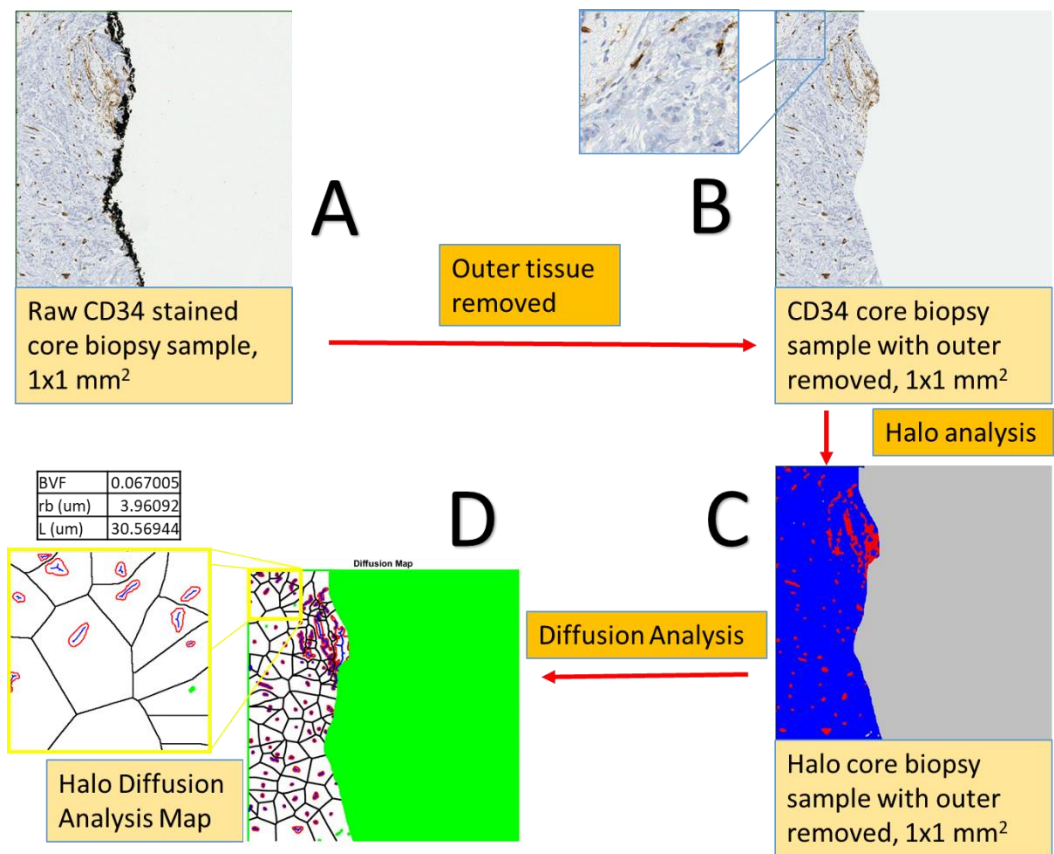 A
Raw CD34 stained
core biopsy sample,
1x1 mm²
Outer tissue
removed
B
CD34 core biopsy
sample with outer
removed, 1x1 mm²
Halo analysis
C
Halo core biopsy
sample with outer
removed, 1x1 mm²
Diffusion Analysis
D
BVF 0.067005
rb (um) 3.96092
L (um) 30.56944
Diffusion Map
Halo Diffusion
Analysis Map